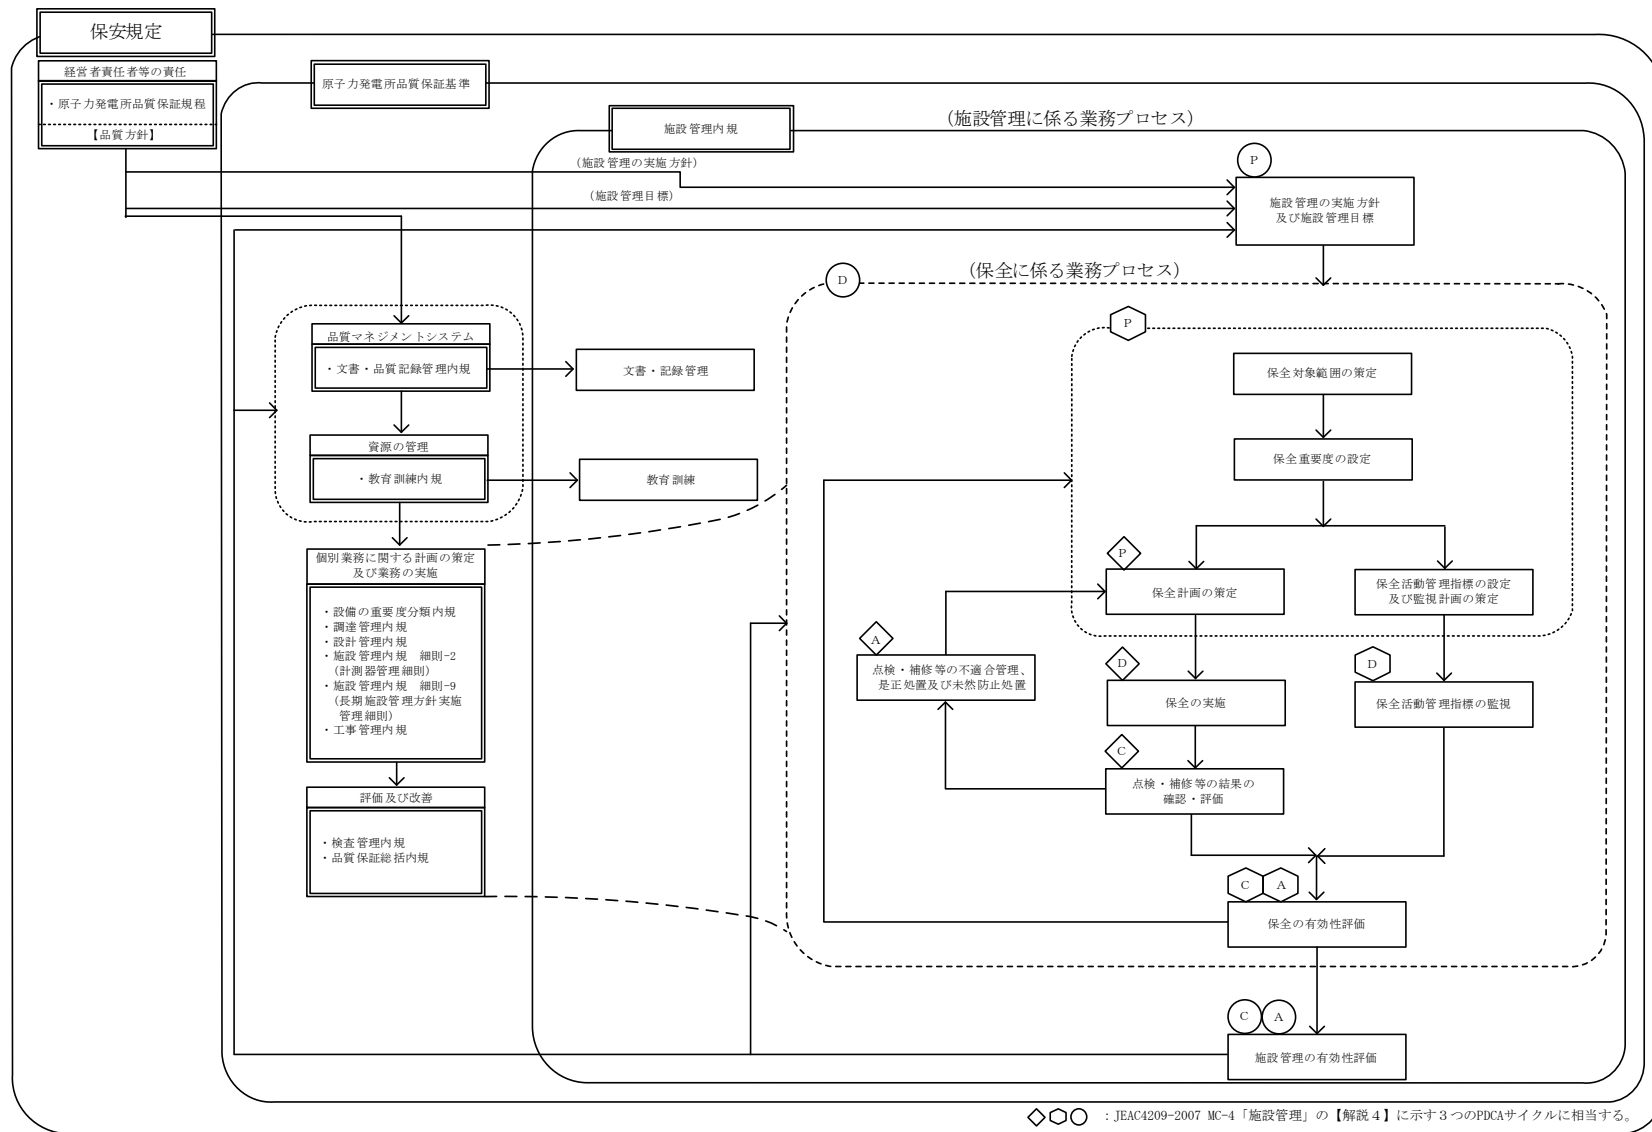 保安規定
経営者責任者等の責任
・原子力発電所品質保証規程
【品質方針】
原子力発電所品質保証基準
施設管理内規
（施設管理に係る業務プロセス）
（施設管理の実施方針）
（施設管理目標）
P
施設管理の実施方針
及び施設管理目標
D
（保全に係る業務プロセス）
品質マネジメントシステム
・文書・品質記録管理内規
文書・記録管理
資源の管理
・教育訓練内規
教育訓練
個別業務に関する計画の策定
及び業務の実施
・設備の重要度分類内規
・調達管理内規
・設計管理内規
・施設管理内規　細則-2
（計測器管理細則）
・施設管理内規　細則-9
（長期施設管理方針実施
管理細則）
・工事管理内規
評価及び改善
・検査管理内規
・品質保証総括内規
P
保全対象範囲の策定
保全重要度の設定
P
保全計画の策定
保全活動管理指標の設定
及び監視計画の策定
A
点検・補修等の不適合管理、
是正処置及び未然防止処置
D
保全の実施
D
保全活動管理指標の監視
C
点検・補修等の結果の
確認・評価
C A
保全の有効性評価
C A
施設管理の有効性評価
：JEAC4209-2007 MC-4「施設管理」の【解説４】に示す３つのPDCAサイクルに相当する。